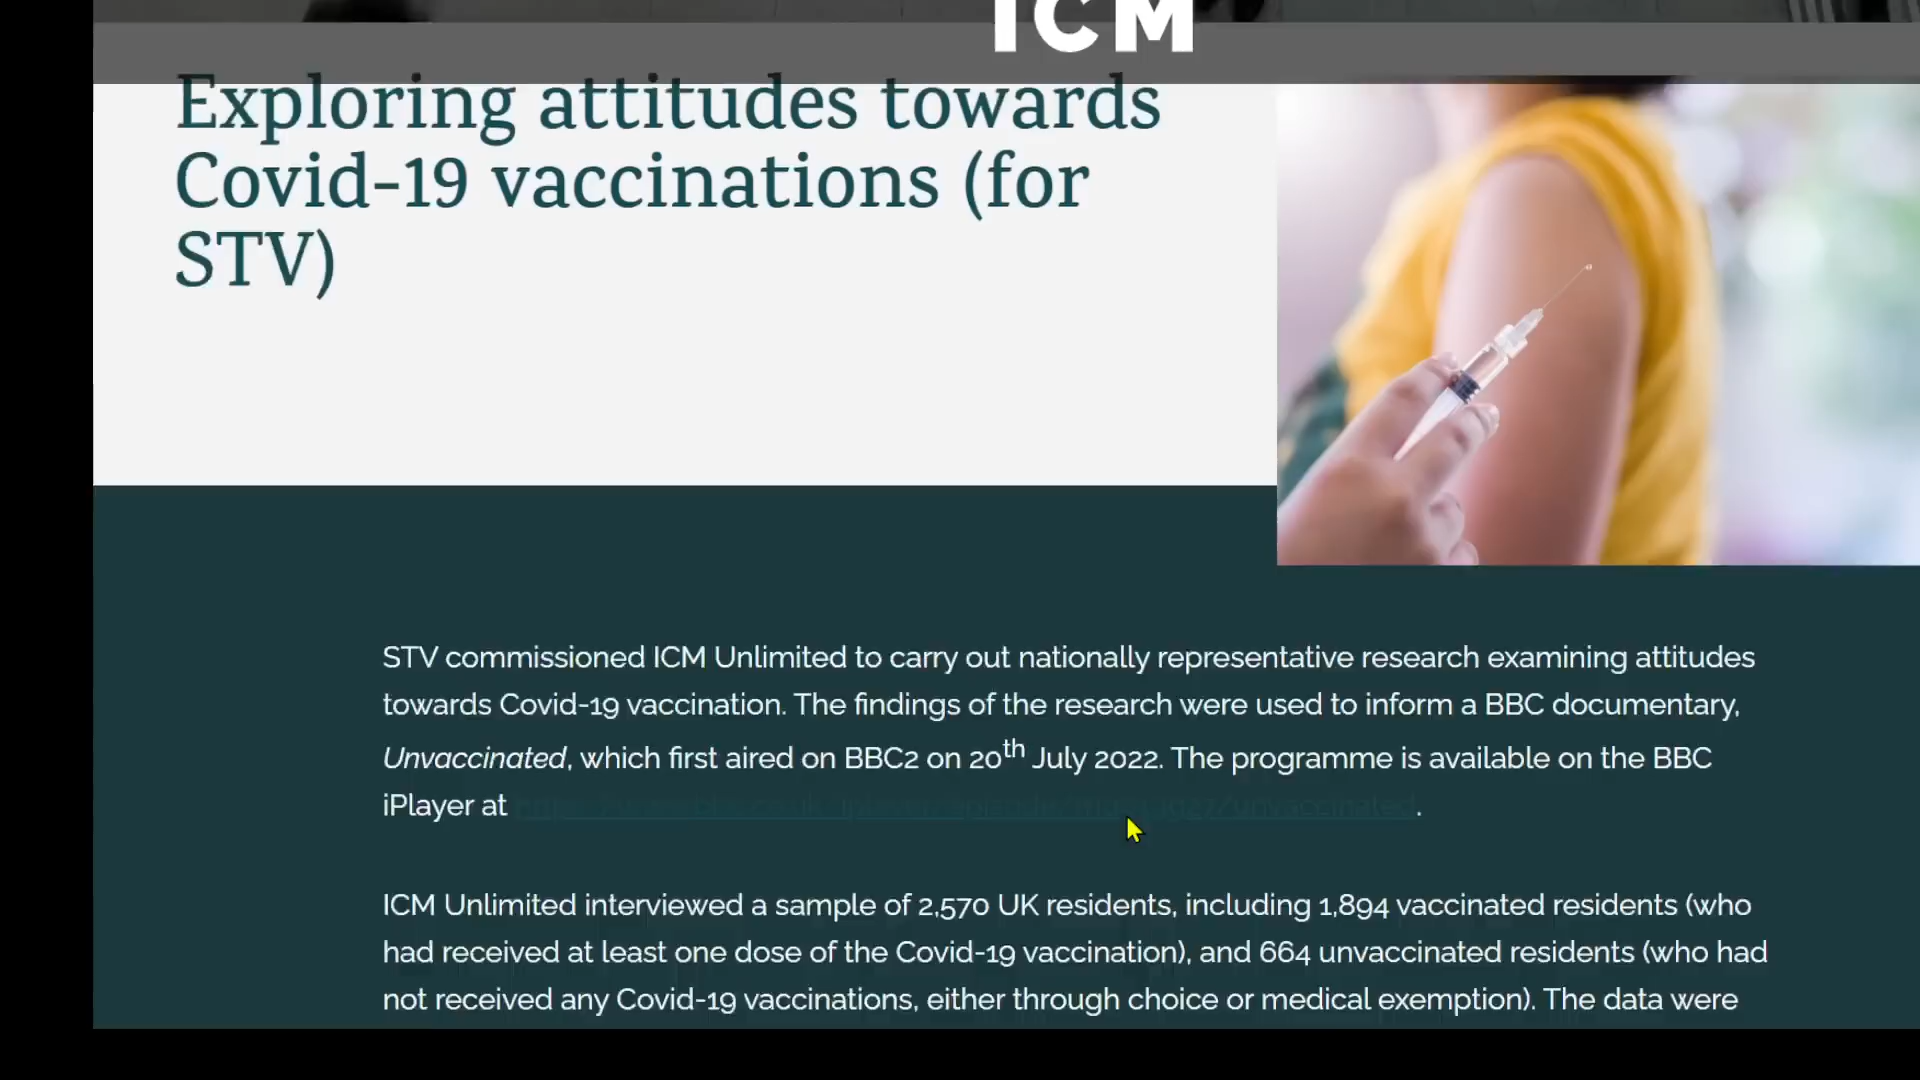 ICM
Exploring attitudes towards
Covid-19 vaccinations (for
STV)
STV commissioned ICM Unlimited to carry out nationally representative research examining attitudes
towards Covid-19 vaccination. The findings of the research were used to inform a BBC documentary,
Unvaccinated, which first aired on BBC2 on 20th July 2022. The programme is available on the BBC
iPlayer at /unvaccinated.
ICM Unlimited interviewed a sample of 2,570 UK residents, including 1,894 vaccinated residents (who
had received at least one dose of the Covid-19 vaccination), and 664 unvaccinated residents (who had
not received any Covid-19 vaccinations, either through choice or medical exemption). The data were